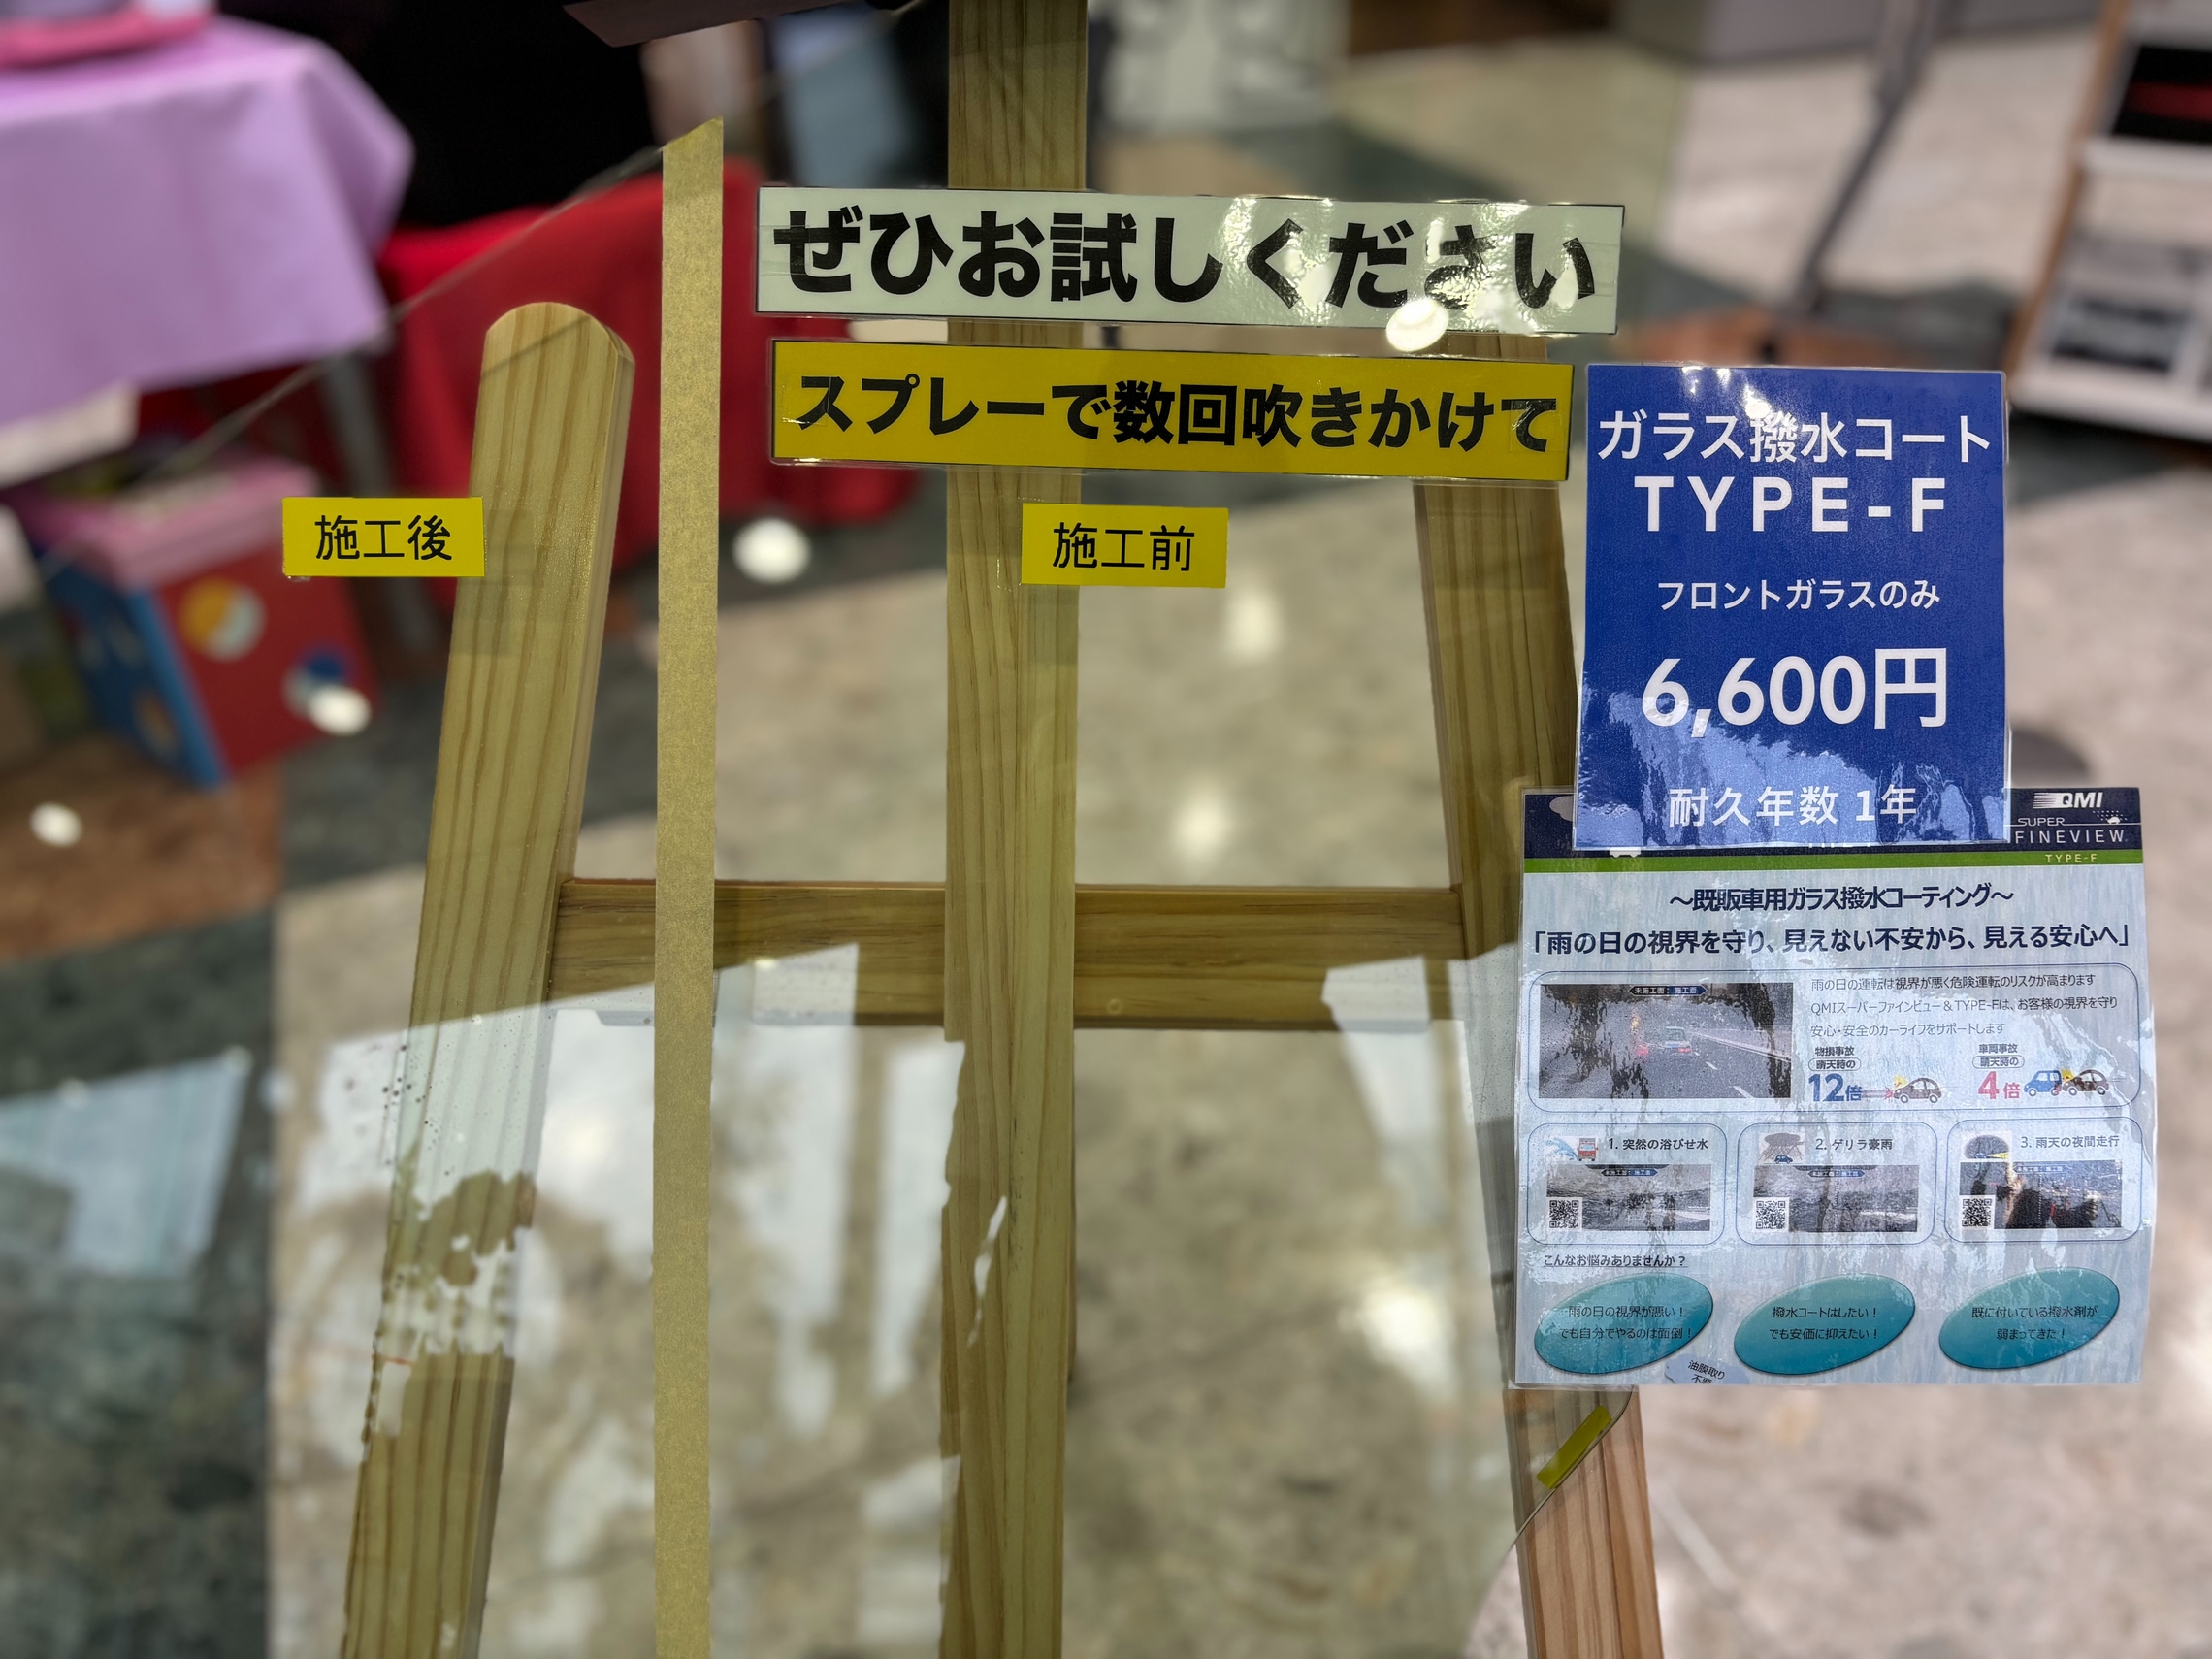 ぜひお試しください
スプレーで数回吹きかけて
施工後
施工前
ガラス撥水コート
TYPE-F
フロントガラスのみ
6,600円
耐久年数 1年
QMI
SUPER
FINEVIEW
TYPE-F
～既販車用ガラス撥水コーティング～
「雨の日の視界を守り、見えない不安から、見える安心へ」
未施工面：施工面
雨の日の運転は視界が悪く危険運転のリスクが高まります
QMIスーパーファインビュー＆TYPE-Fは、お客様の視界を守り
安心・安全のカーライフをサポートします
物損事故
晴天時の
12倍
車両事故
晴天時の
4倍
1. 突然の浴びせ水
2. ゲリラ豪雨
3. 雨天の夜間走行
こんなお悩みありませんか？
雨の日の視界が悪い！
でも自分でやるのは面倒！
撥水コートはしたい！
でも安価に抑えたい！
既に付いている撥水剤が
弱まってきた！
油膜取り